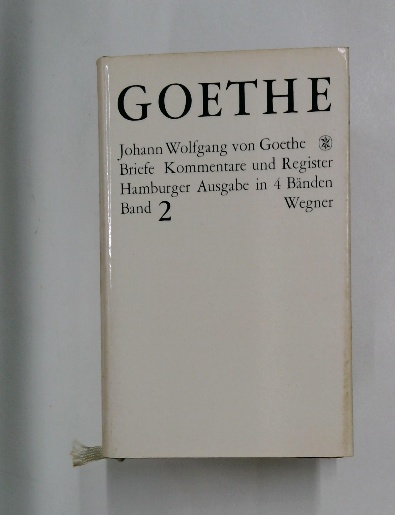 GOETHE
Johann Wolfgang von Goethe
Briefe Kommentare und Register
Hamburger Ausgabe in 4 Bänden
Band 2 Wegner